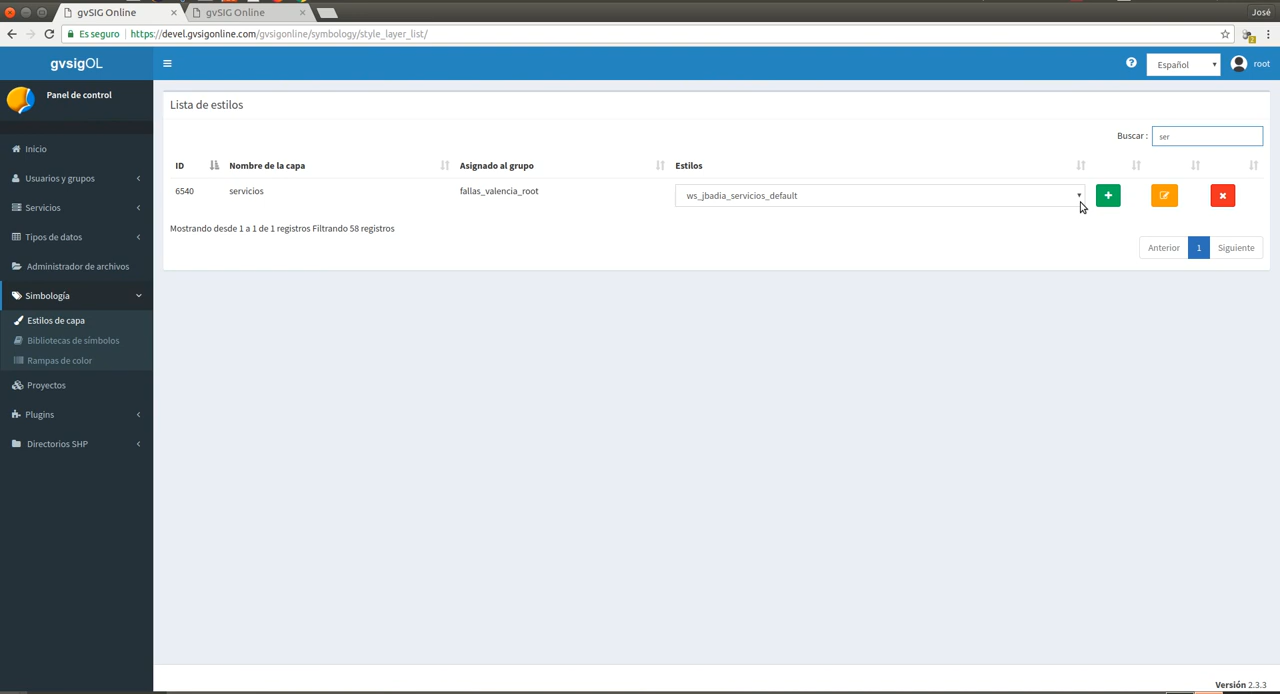 gvSIG Online
gvSIG Online
José
Es seguro
https://devel.gvsigonline.com/gvsigonline/symbology/style_layer_list/
gvsigOL
Español
root
Panel de control
Inicio
Usuarios y grupos
Servicios
Tipos de datos
Administrador de archivos
Simbología
Estilos de capa
Bibliotecas de símbolos
Rampas de color
Proyectos
Plugins
Directorios SHP
Lista de estilos
Buscar : ser
ID Nombre de la capa Asignado al grupo Estilos
6540 servicios fallas_valencia_root ws_jbadia_servicios_default
Mostrando desde 1 a 1 de 1 registros Filtrando 58 registros
Anterior 1 Siguiente
Versión 2.3.3